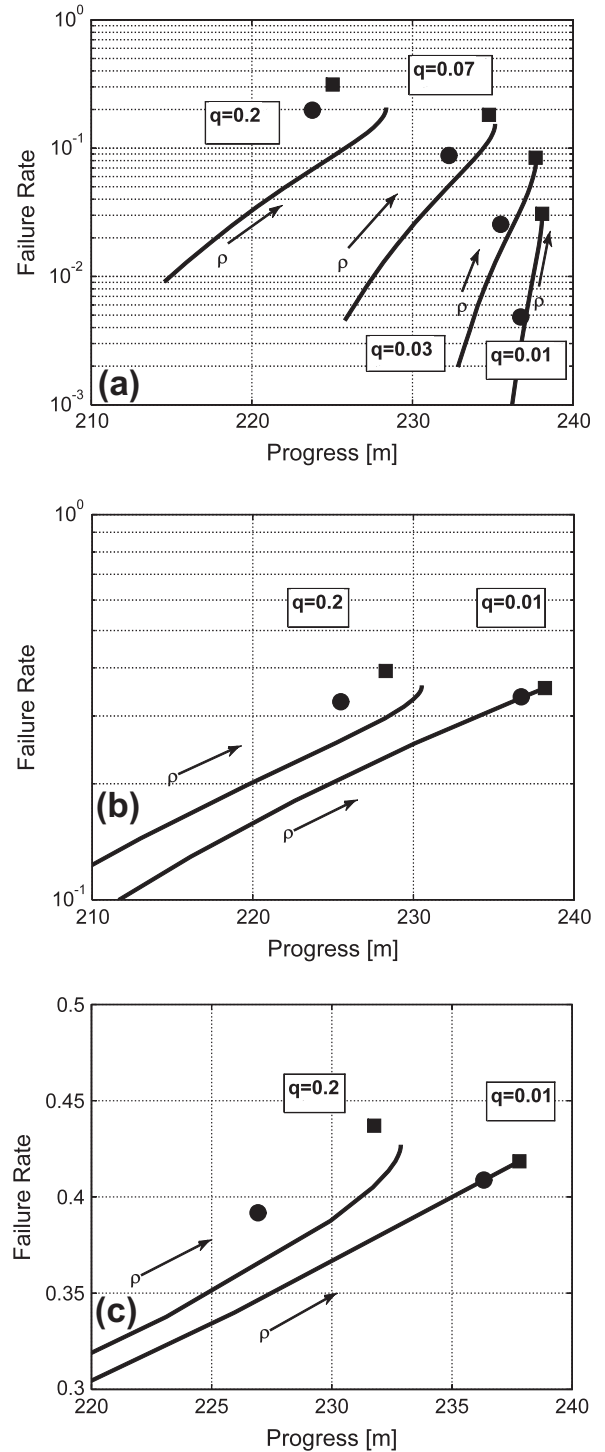 10^0
q=0.07
q=0.2
10^-1
Failure Rate
ρ
ρ
10^-2
ρ
ρ
q=0.03
q=0.01
(a)
10^-3
210
220
230
240
Progress [m]
10^0
q=0.2
q=0.01
Failure Rate
ρ
(b)
ρ
10^-1
210
220
230
240
Progress [m]
0.5
q=0.2
q=0.01
0.45
Failure Rate
0.4
ρ
0.35
(c)
ρ
0.3
220
225
230
235
240
Progress [m]